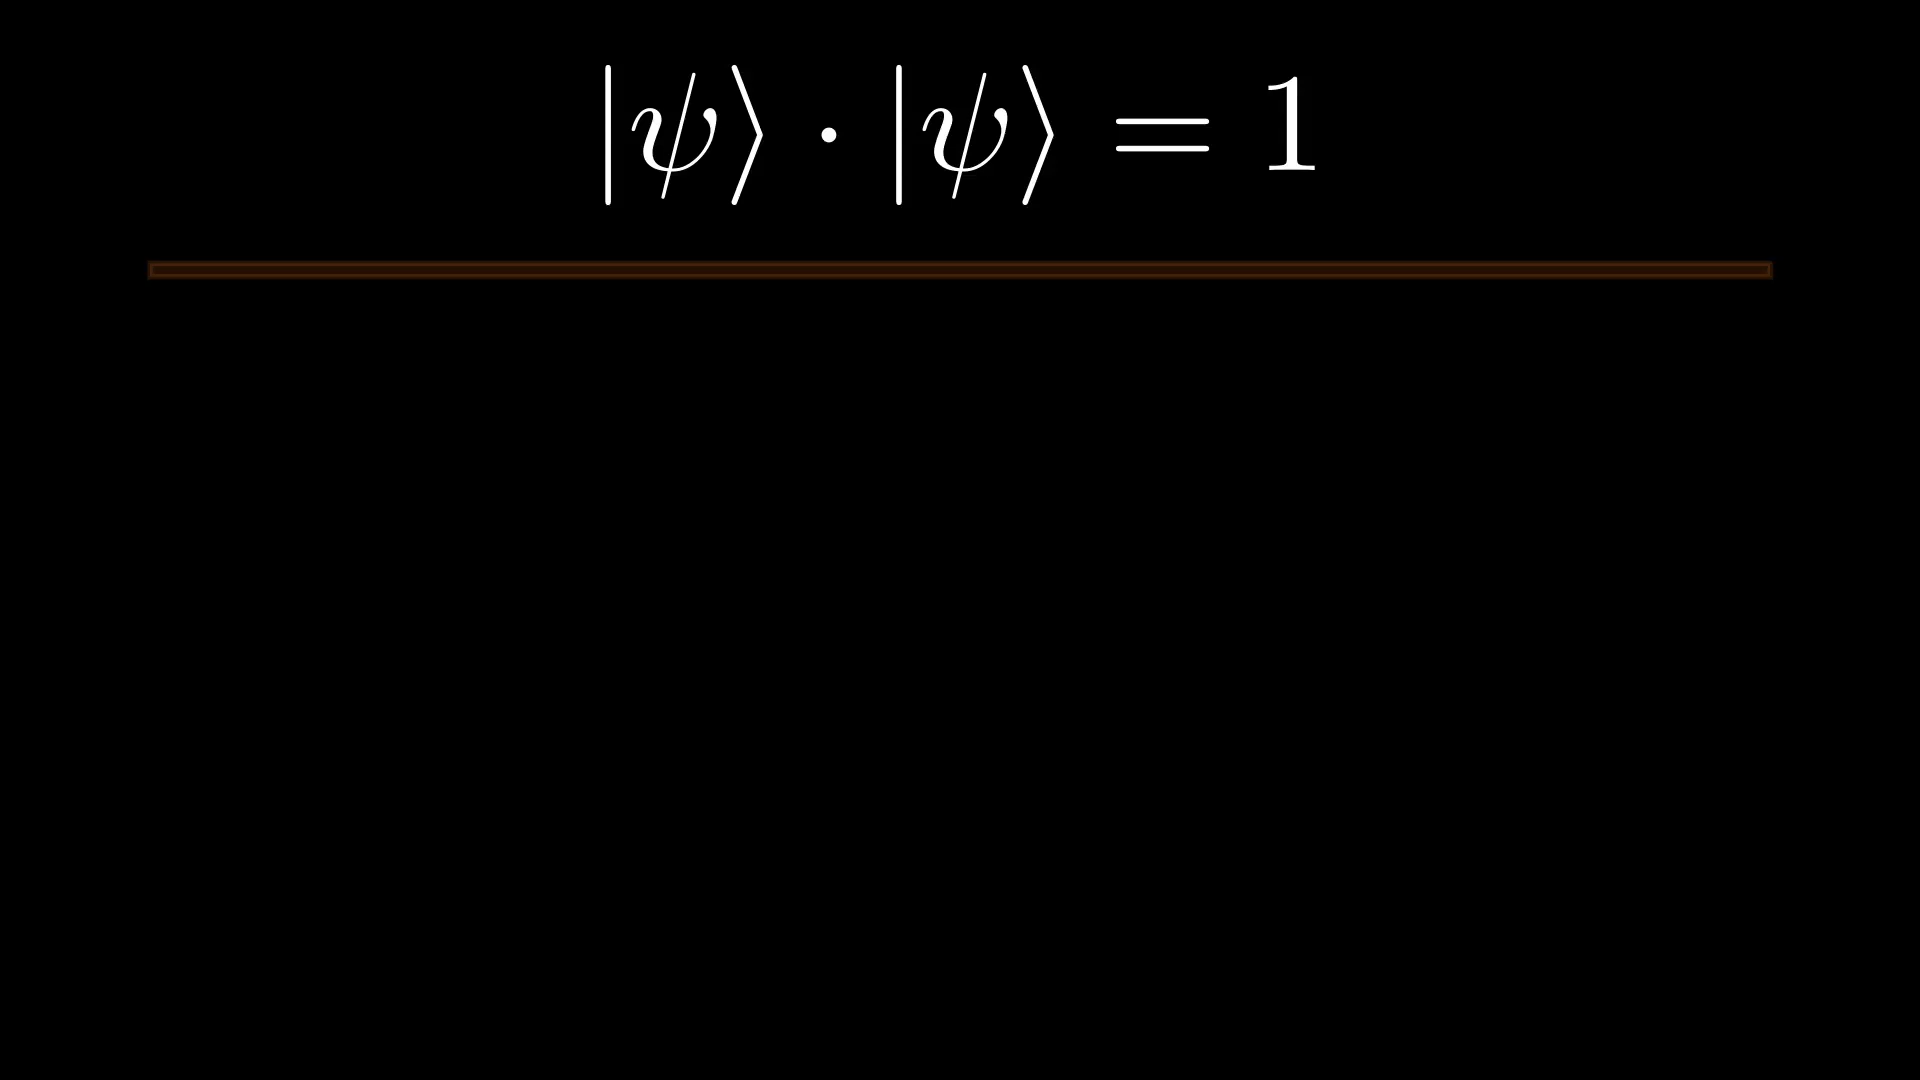 |ψ⟩ · |ψ⟩ = 1